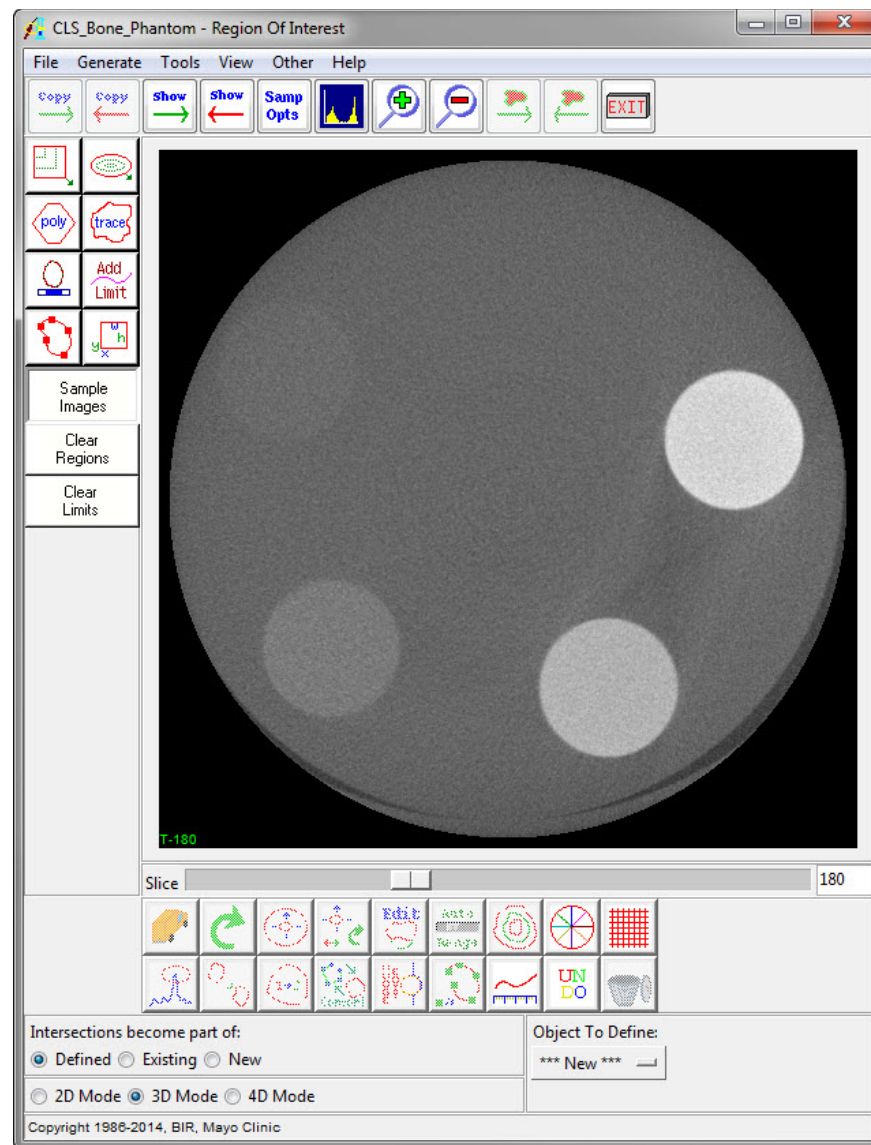 CLS_Bone_Phantom - Region Of Interest
File Generate Tools View Other Help
Copy Copy Show Show Samp Opts EXIT
poly trace
Add Limit
y x w h
Sample Images
Clear Regions
Clear Limits
T-180
Slice 180
Edit Auto
UN DO
Intersections become part of:
Defined Existing New
Object To Define:
*** New ***
2D Mode 3D Mode 4D Mode
Copyright 1986-2014, BIR, Mayo Clinic